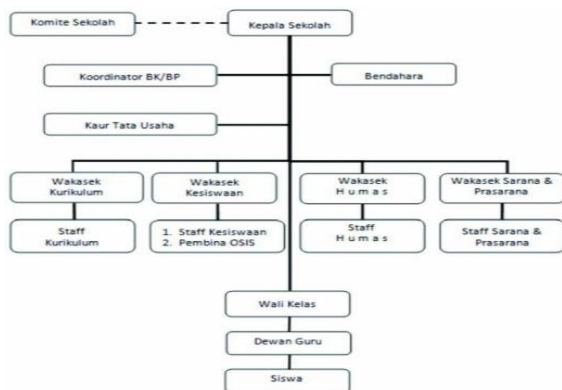 Komite Sekolah
Kepala Sekolah
Koordinator BK/BP
Bendahara
Kaur Tata Usaha
Wakasek
Kurikulum
Wakasek
Kesiswaan
Wakasek
H u m a s
Wakasek Sarana &
Prasarana
Staff
Kurikulum
1. Staff Kesiswaan
2. Pembina OSIS
Staff
H u m a s
Staff Sarana &
Prasarana
Wali Kelas
Dewan Guru
Siswa